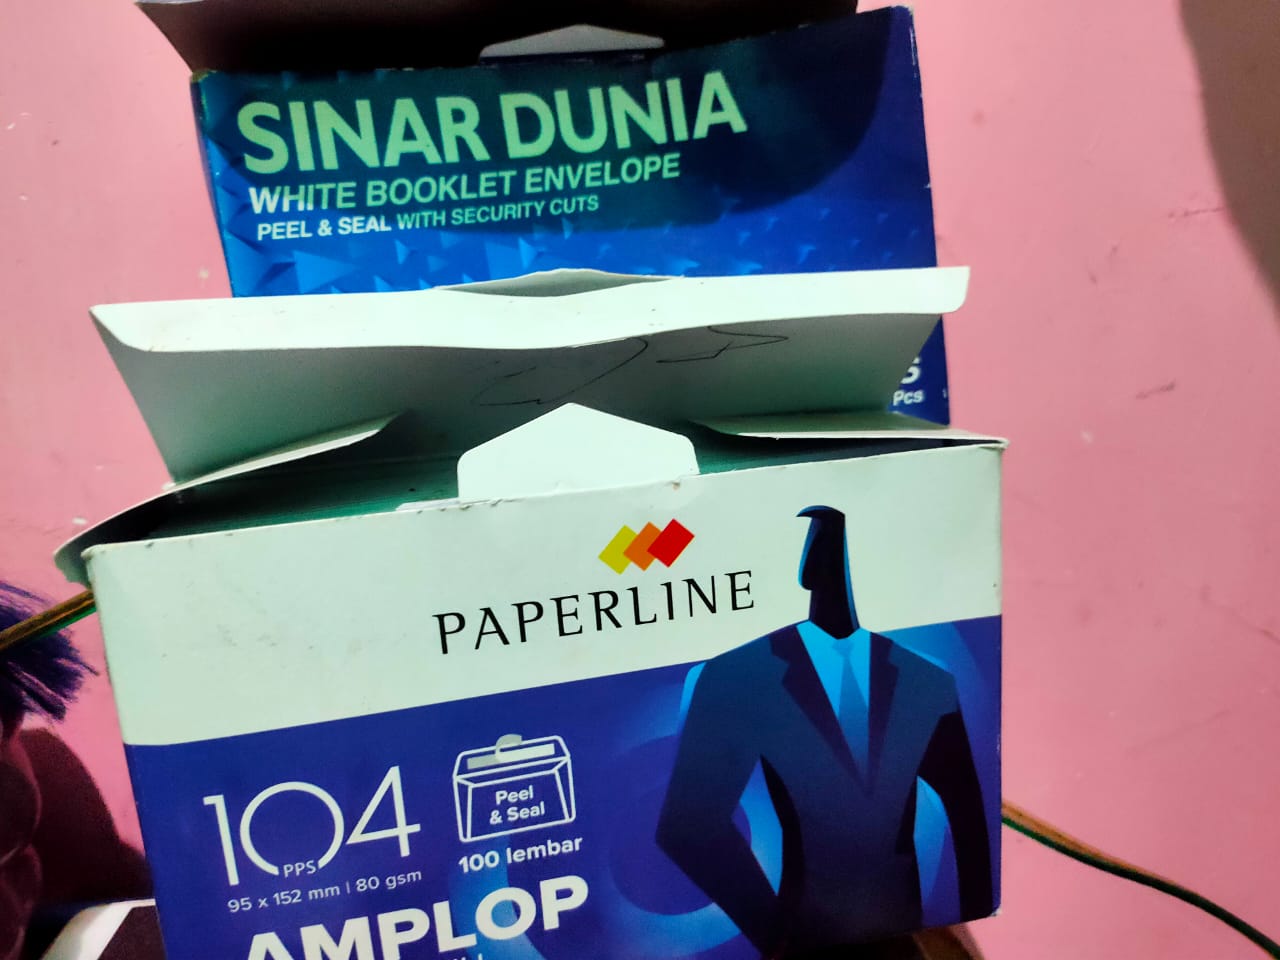 SINAR DUNIA
WHITE BOOKLET ENVELOPE
PEEL & SEAL WITH SECURITY CUTS
Pcs
PAPERLINE
104
PPS
95 x 152 mm | 80 gsm
Peel
& Seal
100 lembar
AMPLOP